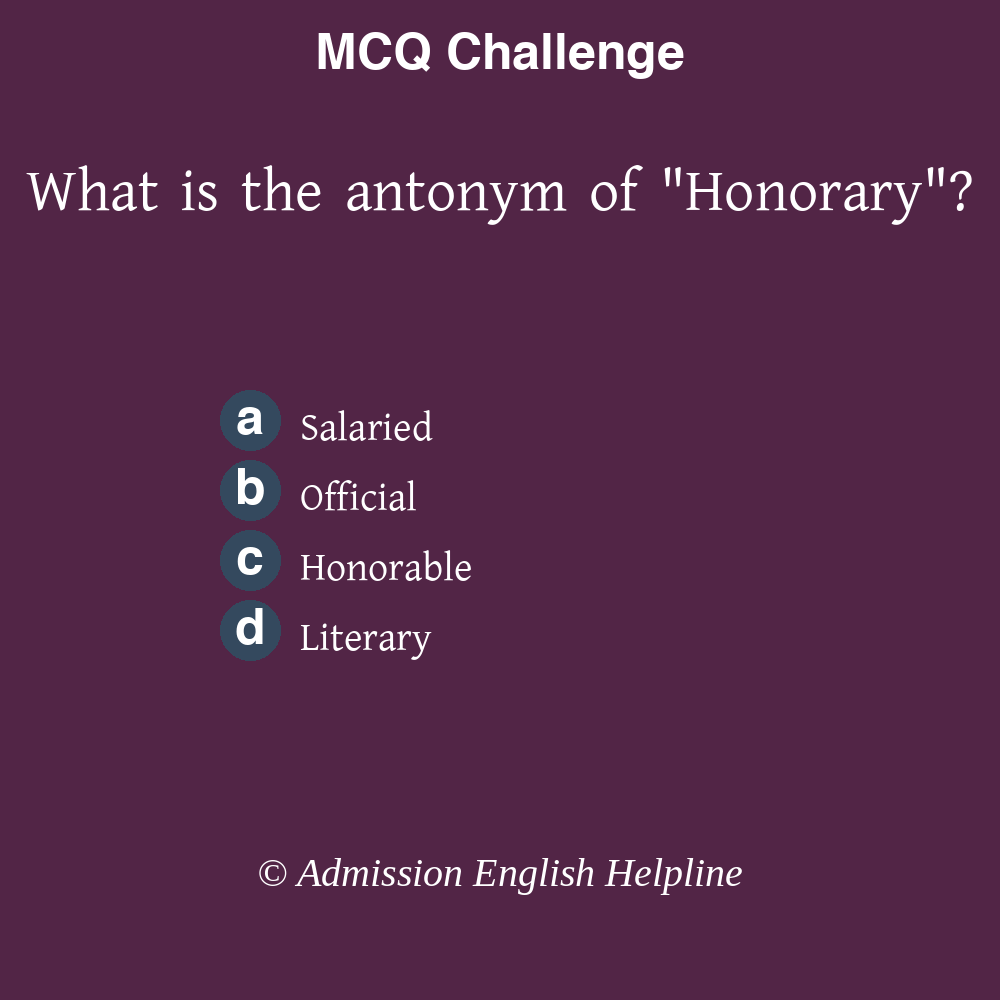 MCQ Challenge
What is the antonym of "Honorary"?
a Salaried
b Official
c Honorable
d Literary
© Admission English Helpline